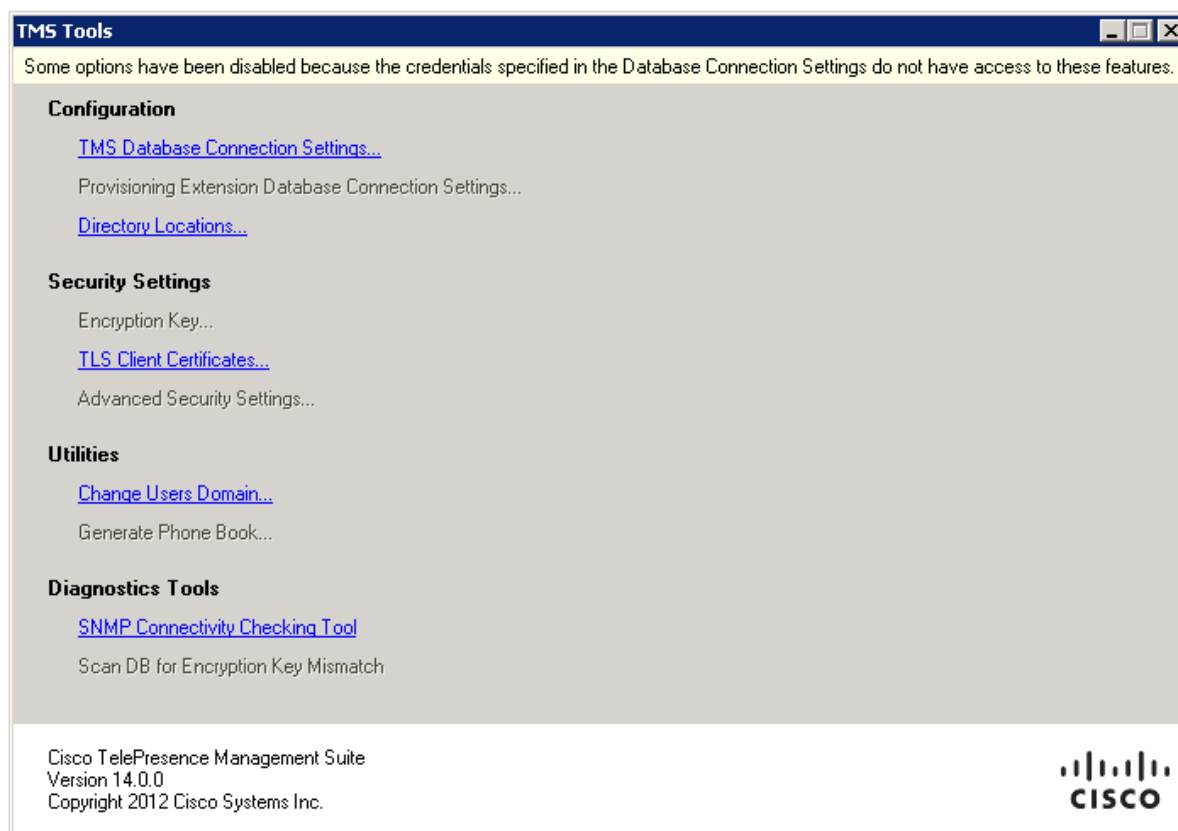 TMS Tools
Some options have been disabled because the credentials specified in the Database Connection Settings do not have access to these features.
Configuration
TMS Database Connection Settings...
Provisioning Extension Database Connection Settings...
Directory Locations...
Security Settings
Encryption Key...
TLS Client Certificates...
Advanced Security Settings...
Utilities
Change Users Domain...
Generate Phone Book...
Diagnostics Tools
SNMP Connectivity Checking Tool
Scan DB for Encryption Key Mismatch
Cisco TelePresence Management Suite
Version 14.0.0
Copyright 2012 Cisco Systems Inc.
CISCO